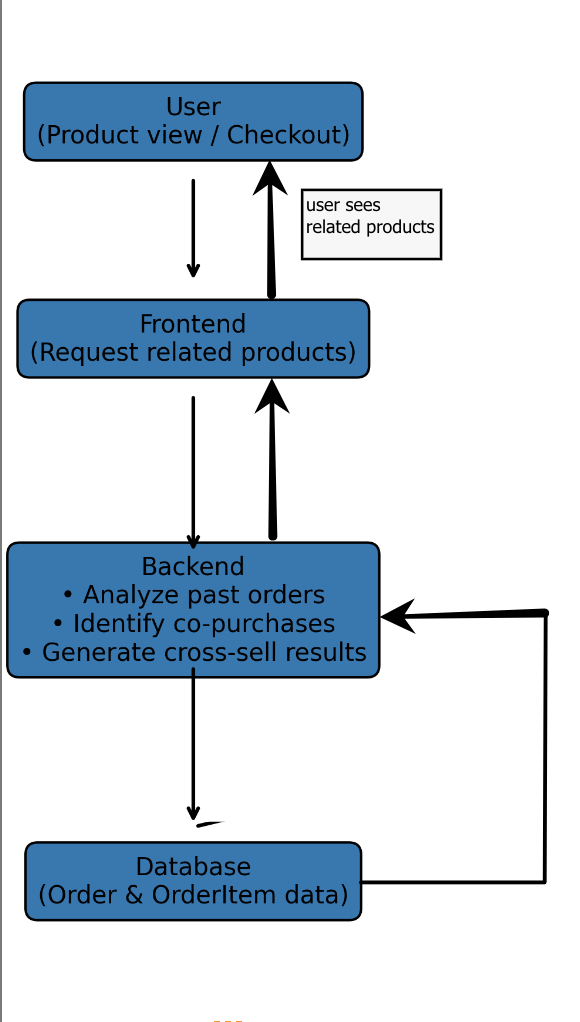 User
(Product view / Checkout)
user sees
related products
Frontend
(Request related products)
Backend
• Analyze past orders
• Identify co-purchases
• Generate cross-sell results
Database
(Order & OrderItem data)